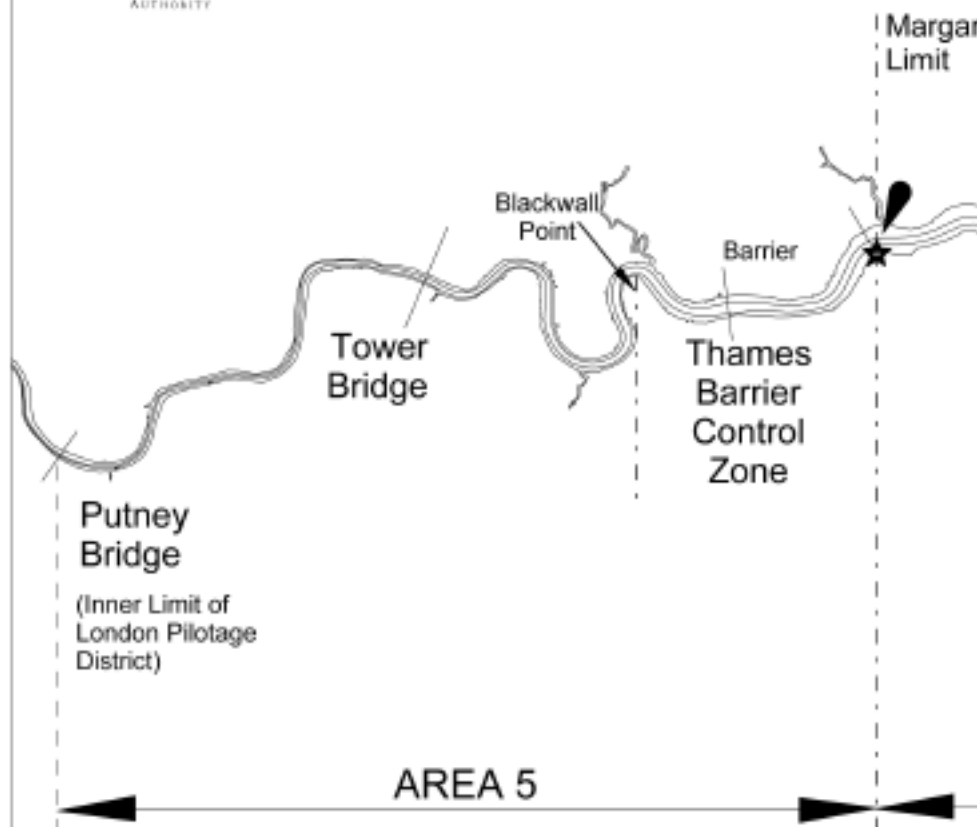 AUTHORITY
Margar
Limit
Blackwall
Point
Barrier
Tower
Bridge
Thames
Barrier
Control
Zone
Putney
Bridge
(Inner Limit of
London Pilotage
District)
AREA 5